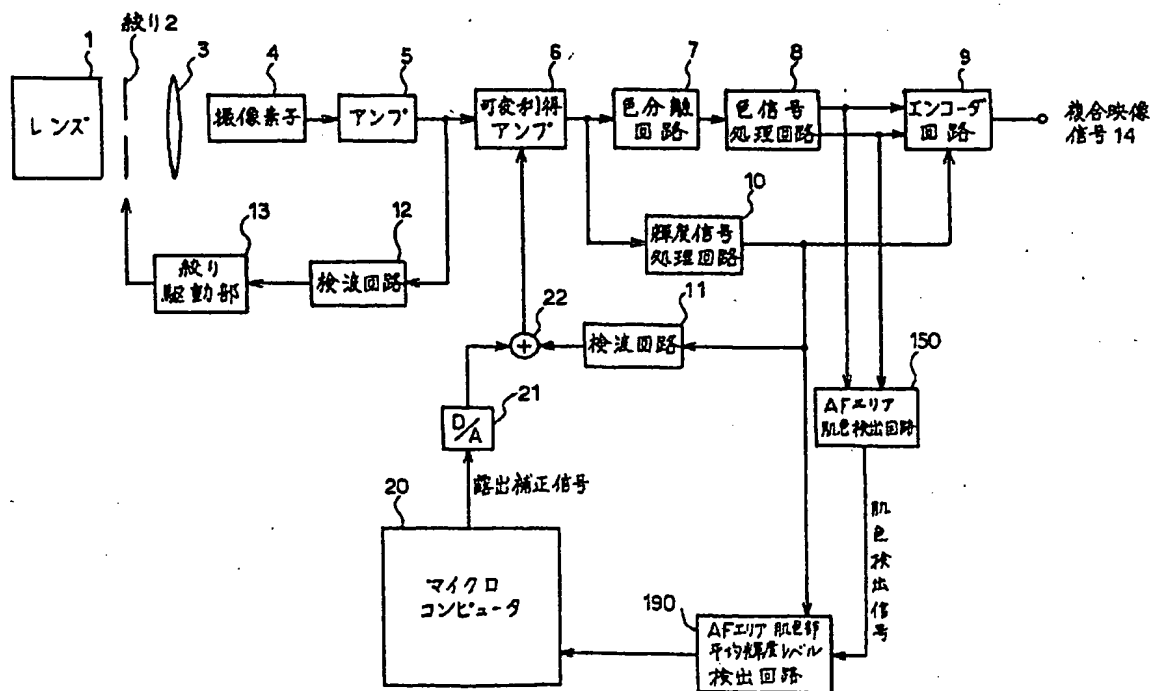 絞り2
1
レンズ
3
4
撮像素子
5
アンプ
6
可変利得
アンプ
7
色分離
回路
8
色信号
処理回路
9
エンコーダ
回路
複合映像
信号14
10
輝度信号
処理回路
13
絞り
駆動部
12
検波回路
22
+
11
検波回路
150
AFエリア
肌色検出回路
21
D/A
露出補正信号
20
マイクロ
コンピュータ
肌色検出信号
190
AFエリア肌色部
平均輝度レベル
検出回路